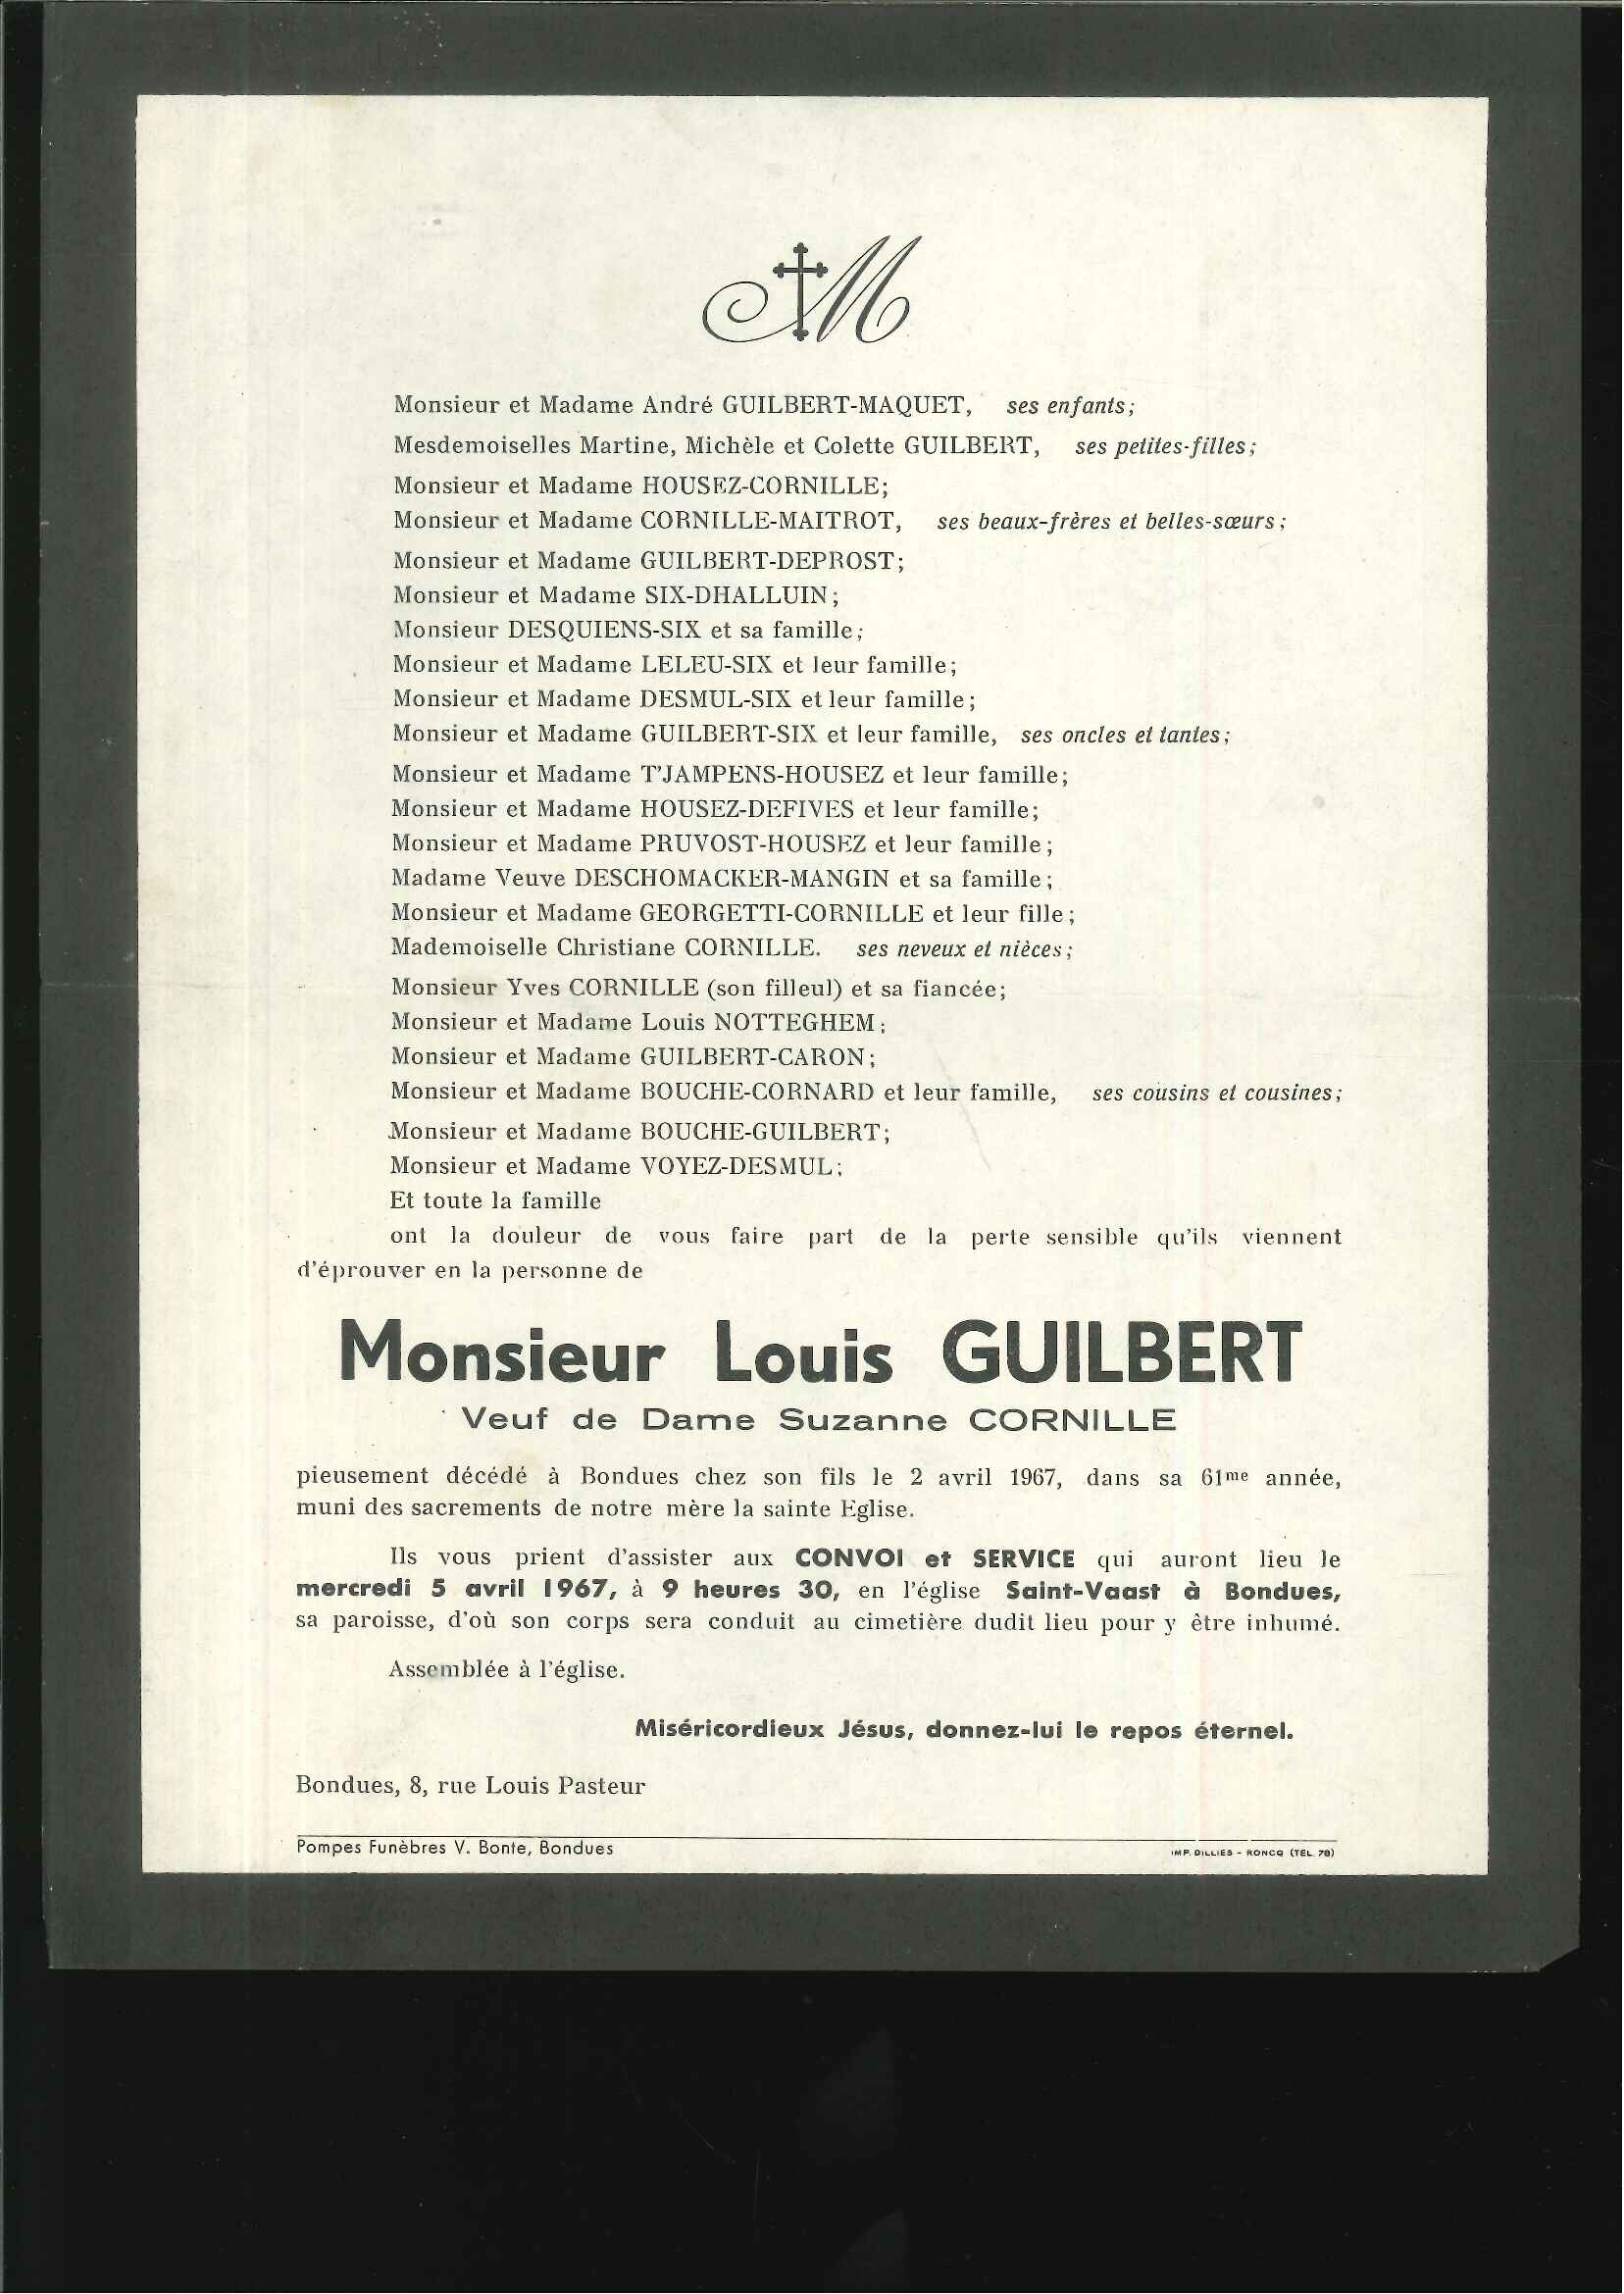 M
Monsieur et Madame André GUILBERT-MAQUET, ses enfants;
Mesdemoiselles Martine, Michèle et Colette GUILBERT, ses petites-filles;
Monsieur et Madame HOUSEZ-CORNILLE;
Monsieur et Madame CORNILLE-MAITROT, ses beaux-frères et belles-sœurs;
Monsieur et Madame GUILBERT-DEPROST;
Monsieur et Madame SIX-DHALLUIN;
Monsieur DESQUIENS-SIX et sa famille;
Monsieur et Madame LELEU-SIX et leur famille;
Monsieur et Madame DESMUL-SIX et leur famille;
Monsieur et Madame GUILBERT-SIX et leur famille, ses oncles et tantes;
Monsieur et Madame T'JAMPENS-HOUSEZ et leur famille;
Monsieur et Madame HOUSEZ-DEFIVES et leur famille;
Monsieur et Madame PRUVOST-HOUSEZ et leur famille;
Madame Veuve DESCHOMACKER-MANGIN et sa famille;
Monsieur et Madame GEORGETTI-CORNILLE et leur fille;
Mademoiselle Christiane CORNILLE. ses neveux et nièces;
Monsieur Yves CORNILLE (son filleul) et sa fiancée;
Monsieur et Madame Louis NOTTEGHEM;
Monsieur et Madame GUILBERT-CARON;
Monsieur et Madame BOUCHE-CORNARD et leur famille, ses cousins et cousines;
Monsieur et Madame BOUCHE-GUILBERT;
Monsieur et Madame VOYEZ-DESMUL;
Et toute la famille
ont la douleur de vous faire part de la perte sensible qu'ils viennent
d'éprouver en la personne de
Monsieur Louis GUILBERT
Veuf de Dame Suzanne CORNILLE
pieusement décédé à Bondues chez son fils le 2 avril 1967, dans sa 61me année,
muni des sacrements de notre mère la sainte Eglise.
Ils vous prient d'assister aux CONVOI et SERVICE qui auront lieu le
mercredi 5 avril 1967, à 9 heures 30, en l'église Saint-Vaast à Bondues,
sa paroisse, d'où son corps sera conduit au cimetière dudit lieu pour y être inhumé.
Assemblée à l'église.
Miséricordieux Jésus, donnez-lui le repos éternel.
Bondues, 8, rue Louis Pasteur
Pompes Funèbres V. Bonte, Bondues
IMP. DILLIES - RONCQ (TÉL. 78)